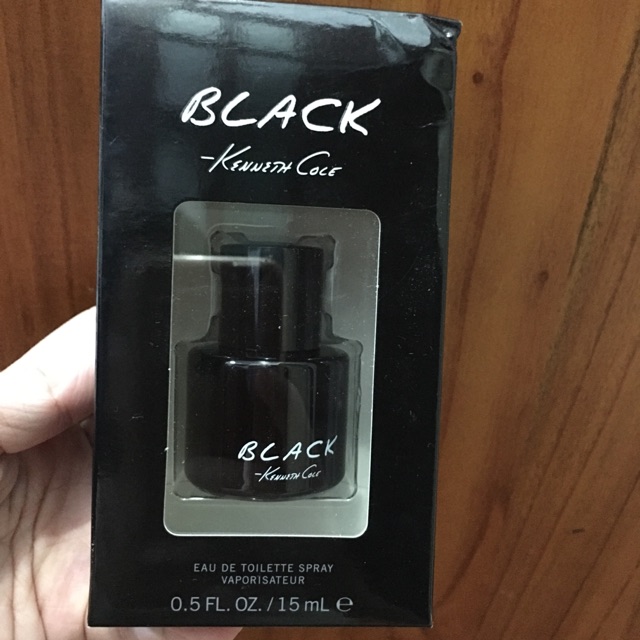 BLACK
-KENNETH COLE
BLACK
-KENNETH COLE
EAU DE TOILETTE SPRAY
VAPORISATEUR
0.5 FL. OZ. / 15 mL ℮